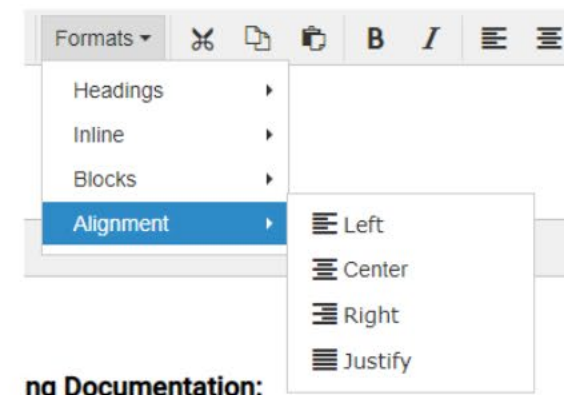 Formats
B I
Headings
Inline
Blocks
Alignment
Left
Center
Right
Justify
ng Documentation: